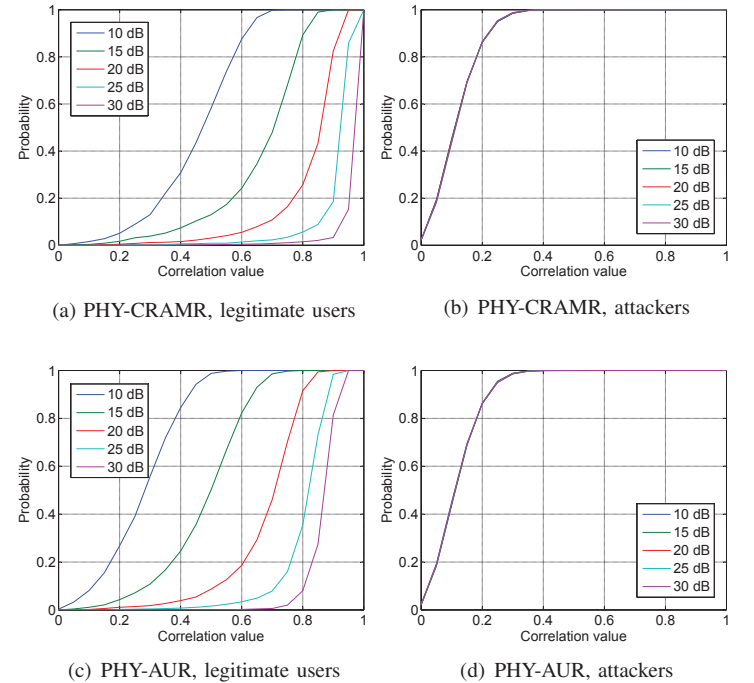 1
0.8
0.6
0.4
0.2
0
Probability
10 dB
15 dB
20 dB
25 dB
30 dB
0 0.2 0.4 0.6 0.8 1
Correlation value
(a) PHY-CRAMR, legitimate users
1
0.8
0.6
0.4
0.2
0
Probability
10 dB
15 dB
20 dB
25 dB
30 dB
0 0.2 0.4 0.6 0.8 1
Correlation value
(b) PHY-CRAMR, attackers
1
0.8
0.6
0.4
0.2
0
Probability
10 dB
15 dB
20 dB
25 dB
30 dB
0 0.2 0.4 0.6 0.8 1
Correlation value
(c) PHY-AUR, legitimate users
1
0.8
0.6
0.4
0.2
0
Probability
10 dB
15 dB
20 dB
25 dB
30 dB
0 0.2 0.4 0.6 0.8 1
Correlation value
(d) PHY-AUR, attackers